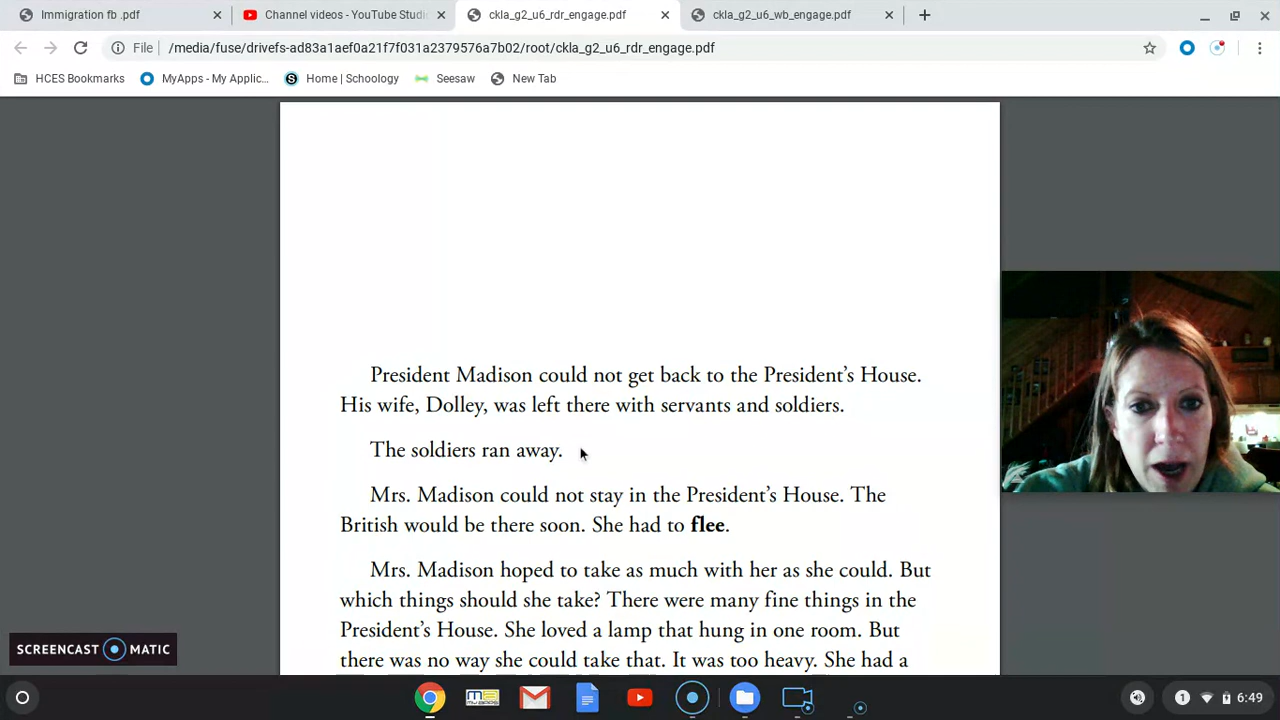 Immigration fb .pdf
Channel videos - YouTube Studi
ckla_g2_u6_rdr_engage.pdf
ckla_g2_u6_wb_engage.pdf
File
/media/fuse/drivefs-ad83a1aef0a21f7f031a2379576a7b02/root/ckla_g2_u6_rdr_engage.pdf
HCES Bookmarks
MyApps - My Applic...
Home | Schoology
Seesaw
New Tab
President Madison could not get back to the President's House.
His wife, Dolley, was left there with servants and soldiers.
The soldiers ran away.
Mrs. Madison could not stay in the President's House. The
British would be there soon. She had to flee.
Mrs. Madison hoped to take as much with her as she could. But
which things should she take? There were many fine things in the
President's House. She loved a lamp that hung in one room. But
there was no way she could take that. It was too heavy. She had a
SCREENCAST MATIC
1
6:49